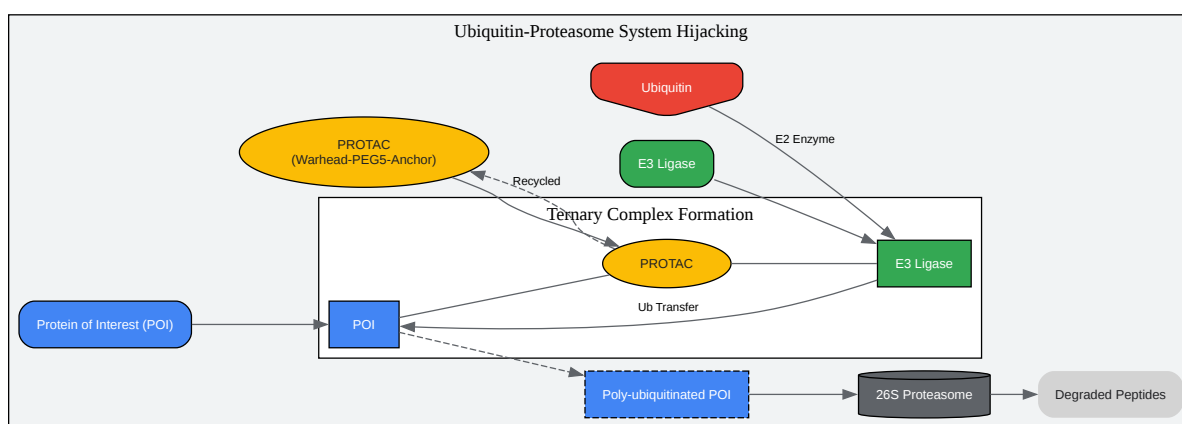 Ubiquitin-Proteasome System Hijacking
Ubiquitin
E2 Enzyme
PROTAC
(Warhead-PEG5-Anchor)
E3 Ligase
Recycled
Ternary Complex Formation
PROTAC
E3 Ligase
Ub Transfer
Protein of Interest (POI)
POI
Poly-ubiquitinated POI
26S Proteasome
Degraded Peptides